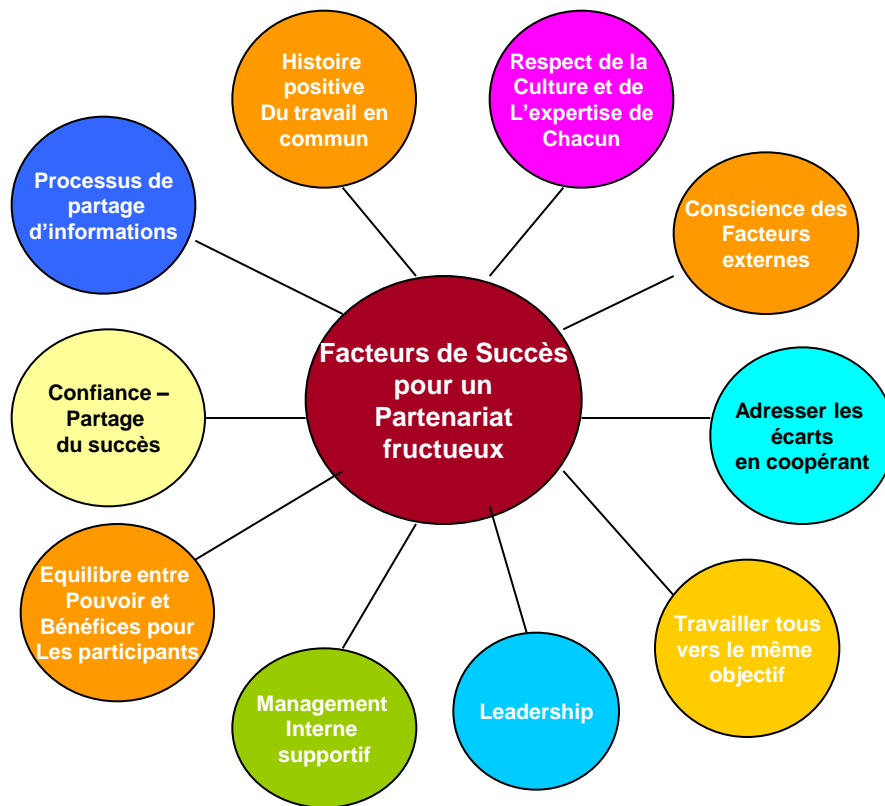 Histoire
positive
Du travail en
commun
Respect de la
Culture et de
L'expertise de
Chacun
Processus de
partage
d'informations
Conscience des
Facteurs
externes
Facteurs de Succès
pour un
Partenariat
fructueux
Confiance –
Partage
du succès
Adresser les
écarts
en coopérant
Equilibre entre
Pouvoir et
Bénéfices pour
Les participants
Travailler tous
vers le même
objectif
Management
Interne
supportif
Leadership